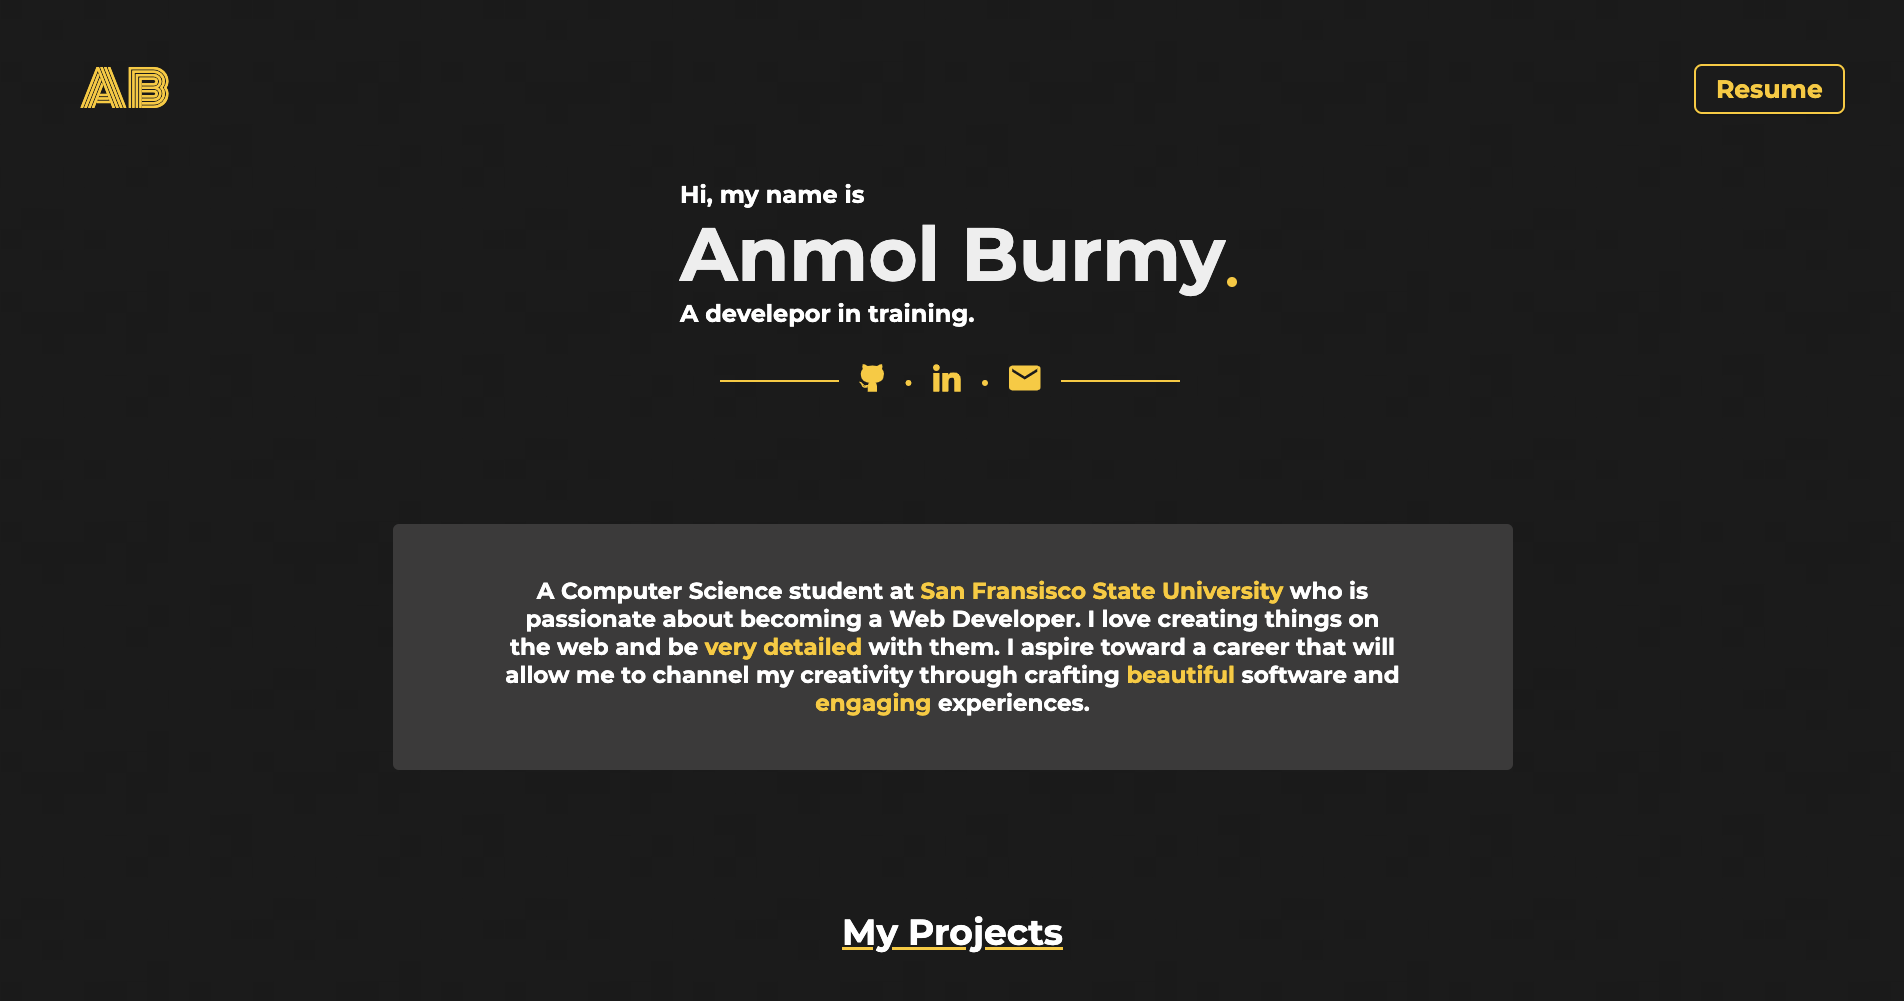 AB
Resume
Hi, my name is
Anmol Burmy.
A develepor in training.
A Computer Science student at San Fransisco State University who is
passionate about becoming a Web Developer. I love creating things on
the web and be very detailed with them. I aspire toward a career that will
allow me to channel my creativity through crafting beautiful software and
engaging experiences.
My Projects